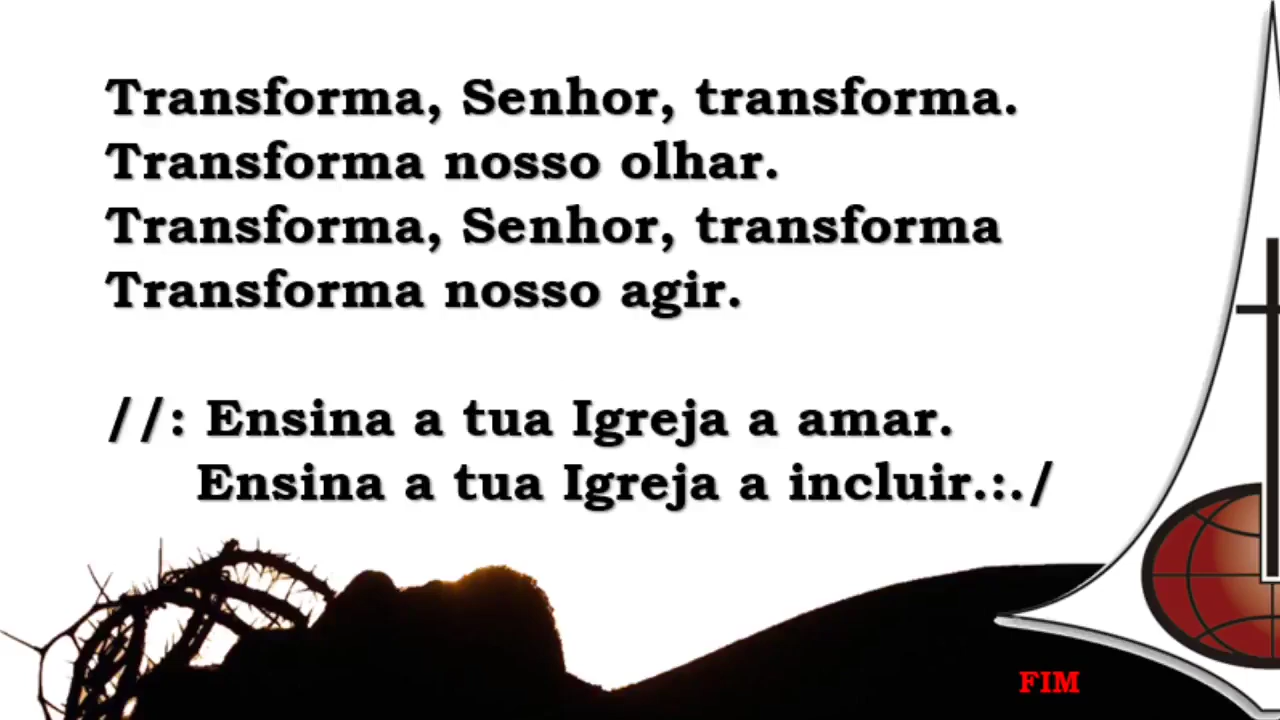 Transforma, Senhor, transforma.
Transforma nosso olhar.
Transforma, Senhor, transforma
Transforma nosso agir.
//: Ensina a tua Igreja a amar.
Ensina a tua Igreja a incluir.:./
FIM